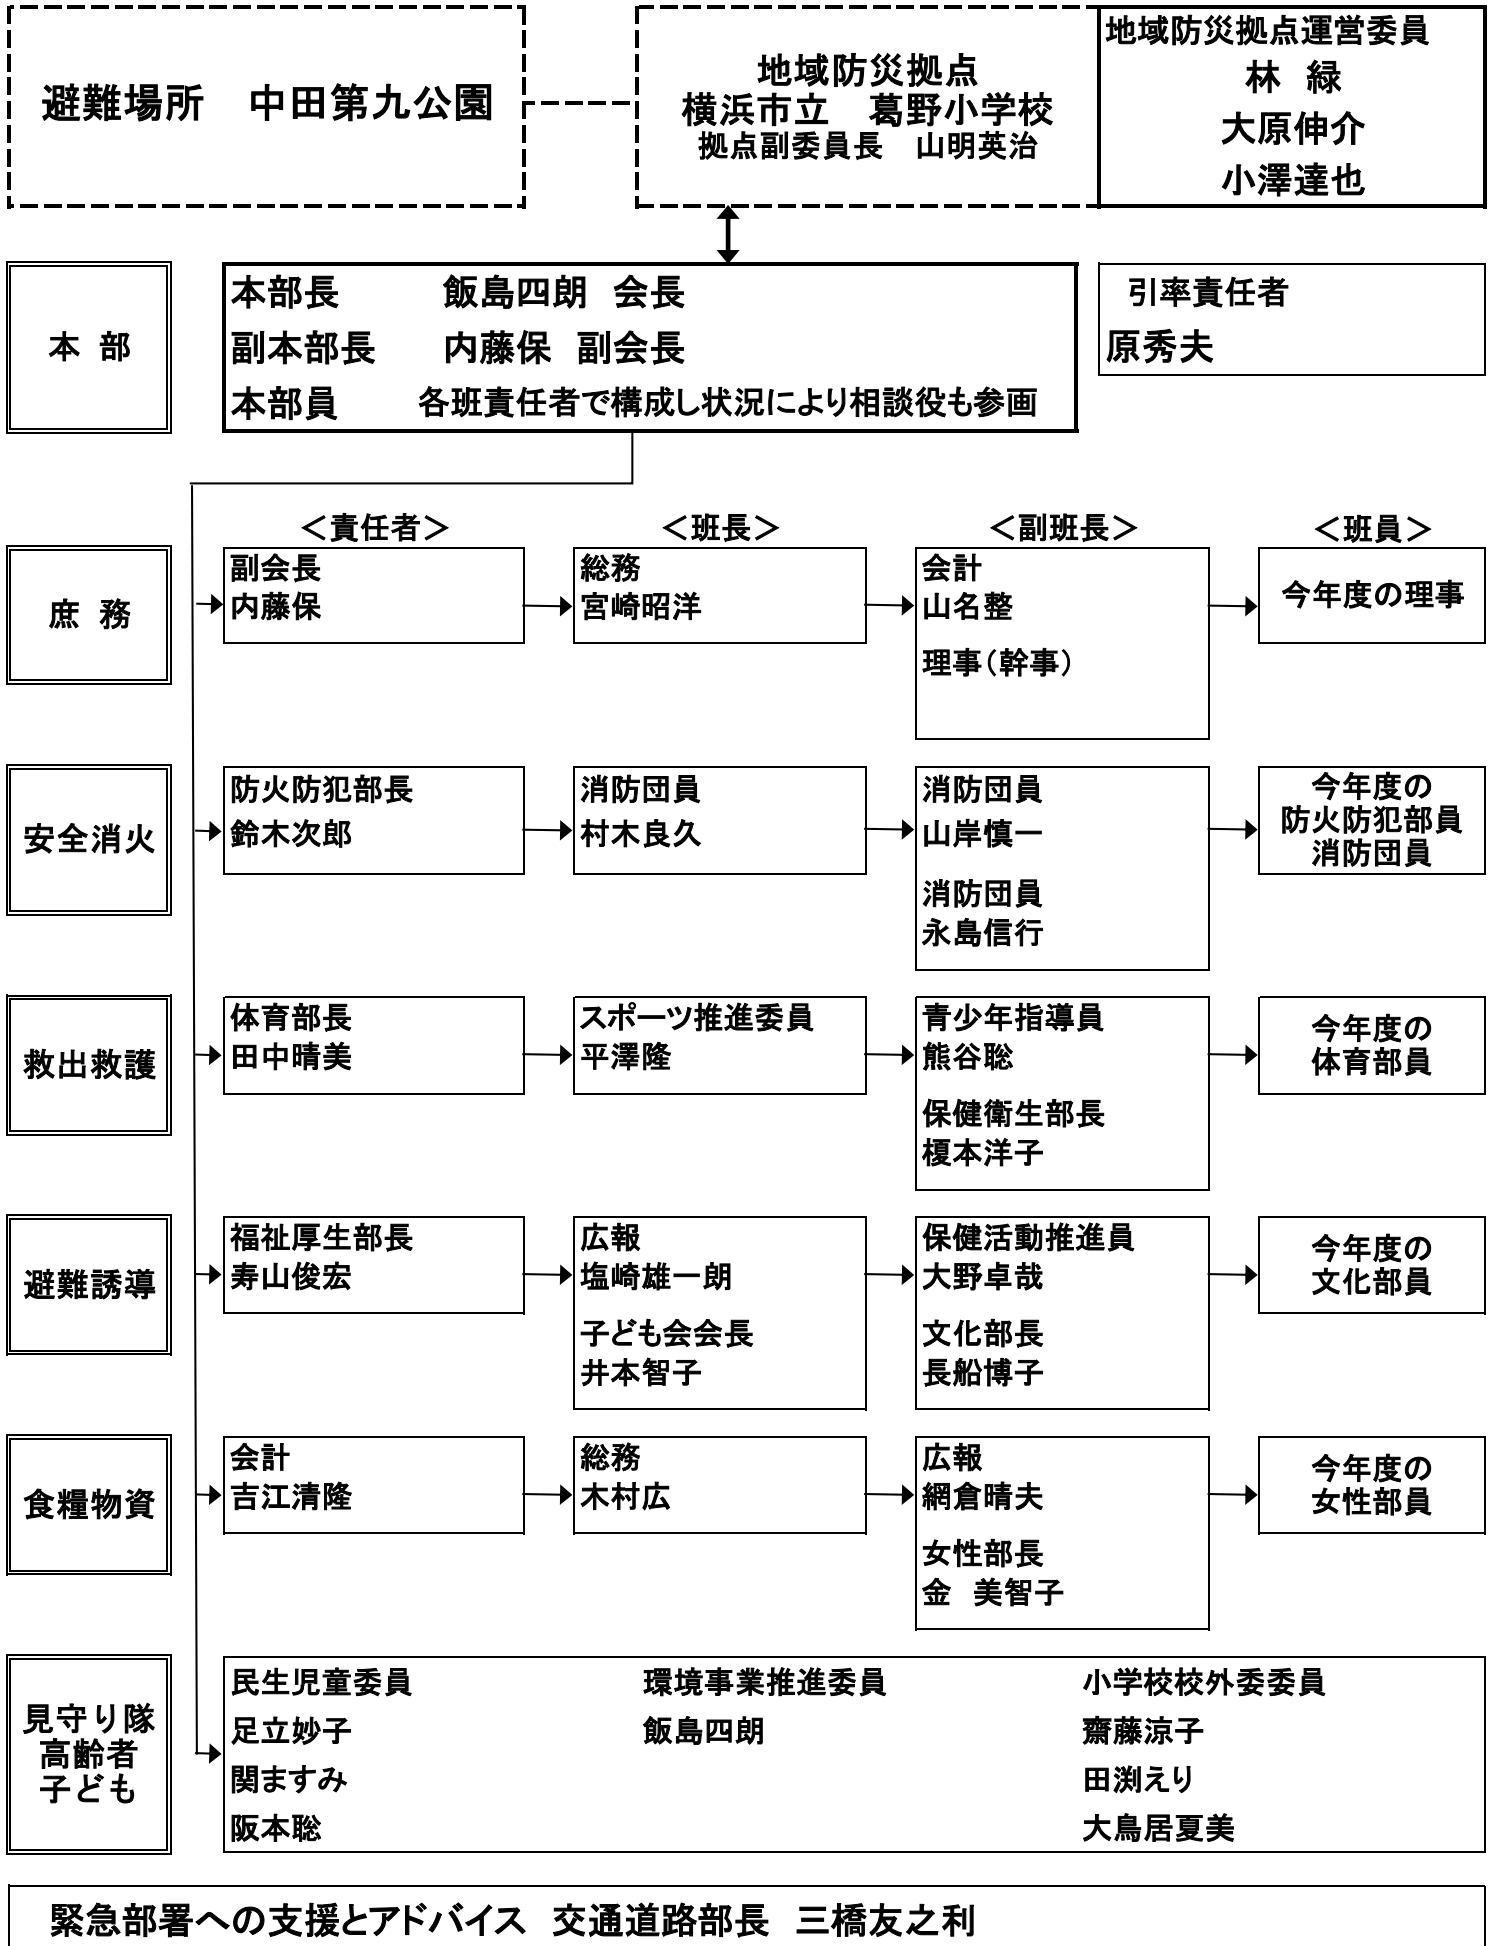 避難場所　中田第九公園
地域防災拠点
横浜市立　葛野小学校
拠点副委員長　山明英治
地域防災拠点運営委員
林　緑
大原伸介
小澤達也
本 部
本部長　飯島四朗　会長
副本部長　内藤保　副会長
本部員　各班責任者で構成し状況により相談役も参画
引率責任者
原秀夫
＜責任者＞
＜班長＞
＜副班長＞
＜班員＞
庶 務
副会長
内藤保
総務
宮崎昭洋
会計
山名整
理事（幹事）
今年度の理事
安全消火
防火防犯部長
鈴木次郎
消防団員
村木良久
消防団員
山岸慎一
消防団員
永島信行
今年度の
防火防犯部員
消防団員
救出救護
体育部長
田中晴美
スポーツ推進委員
平澤隆
青少年指導員
熊谷聡
保健衛生部長
榎本洋子
今年度の
体育部員
避難誘導
福祉厚生部長
寿山俊宏
広報
塩崎雄一朗
子ども会会長
井本智子
保健活動推進員
大野卓哉
文化部長
長船博子
今年度の
文化部員
食糧物資
会計
吉江清隆
総務
木村広
広報
網倉晴夫
女性部長
金　美智子
今年度の
女性部員
見守り隊
高齢者
子ども
民生児童委員
足立妙子
関ますみ
阪本聡
環境事業推進委員
飯島四朗
小学校校外委委員
齋藤涼子
田渕えり
大鳥居夏美
緊急部署への支援とアドバイス　交通道路部長　三橋友之利